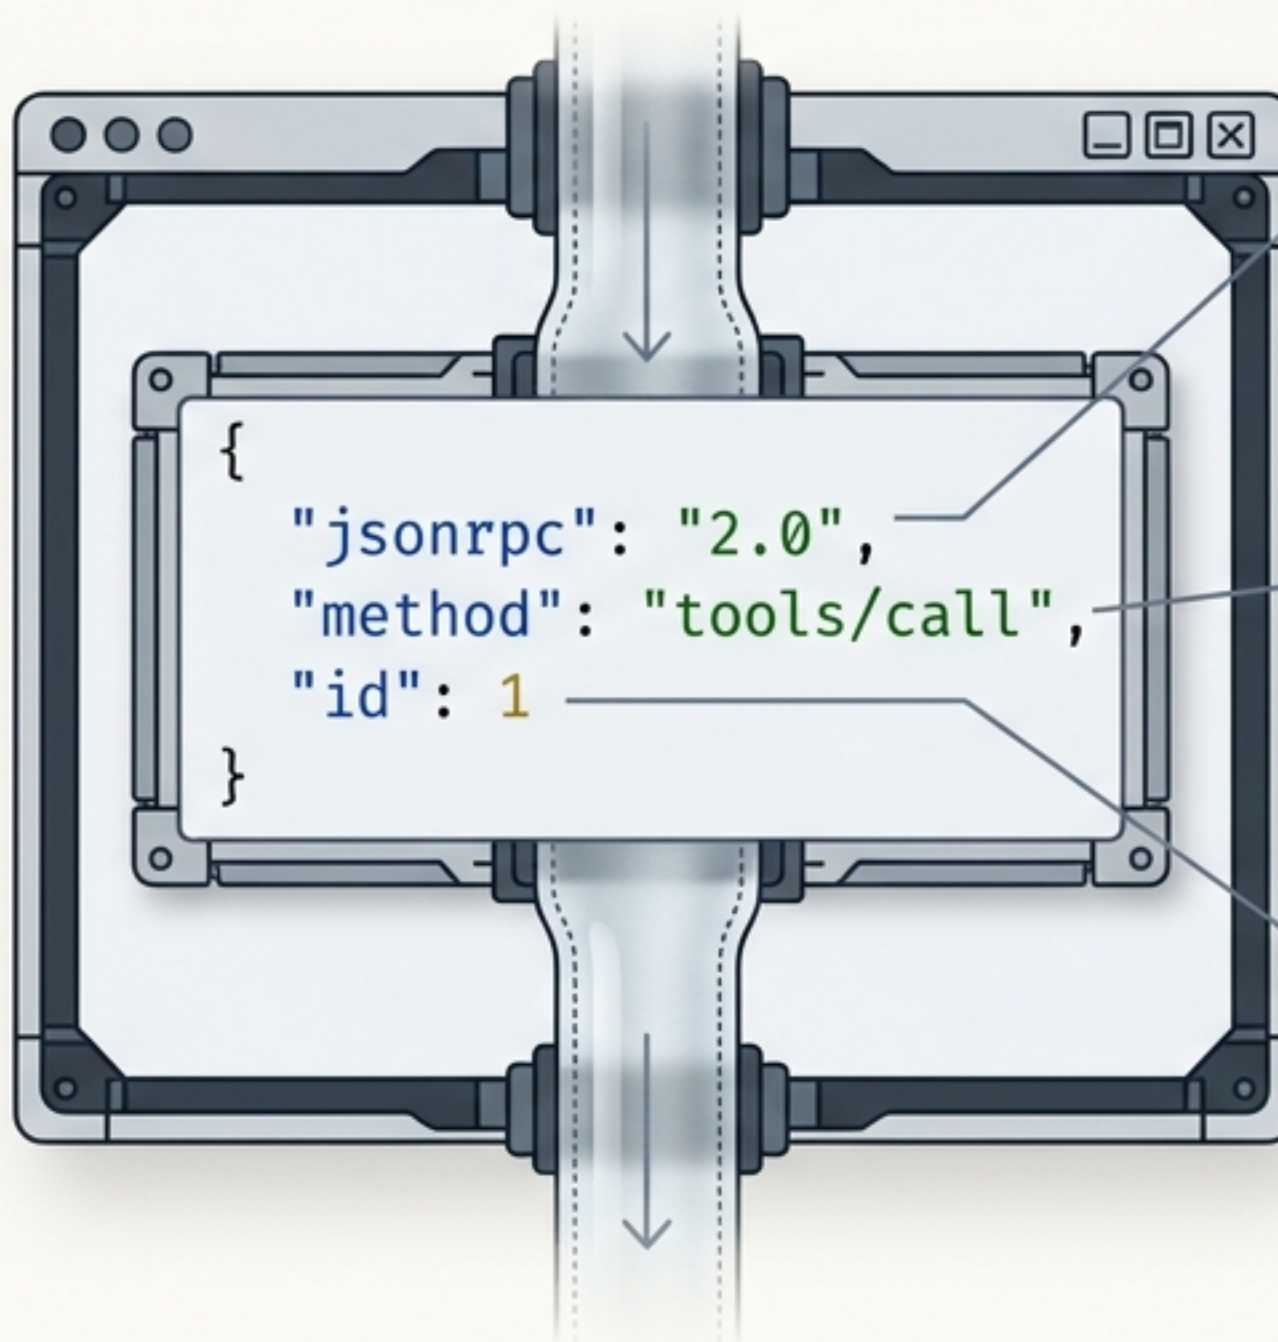 {
"jsonrpc": "2.0",
"method": "tools/call",
"id": 1
}